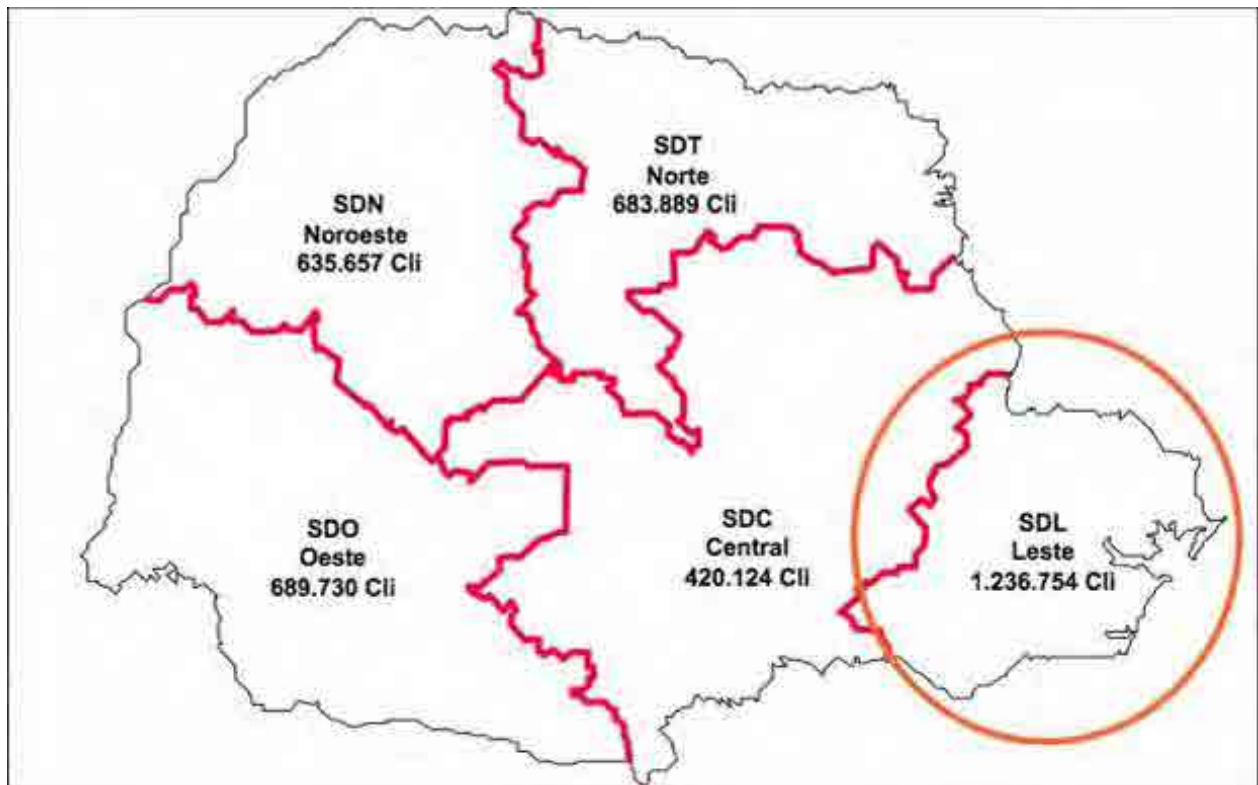 SDT
Norte
683.889 Cli
SDN
Noroeste
635.657 Cli
SDO
Oeste
689.730 Cli
SDC
Central
420.124 Cli
SDL
Leste
1.236.754 Cli